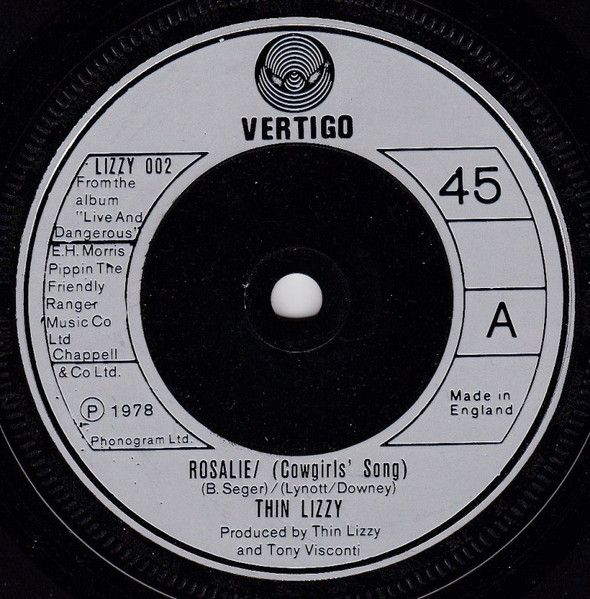 VERTIGO
LIZZY 002
From the
album
"Live And
Dangerous"
E.H. Morris
Pippin The
Friendly
Ranger
Music Co
Ltd
Chappell
& Co Ltd.
Ⓟ 1978
Phonogram Ltd.
45
A
Made in
England
ROSALIE/ (Cowgirls' Song)
(B. Seger)/(Lynott/Downey)
THIN LIZZY
Produced by Thin Lizzy
and Tony Visconti